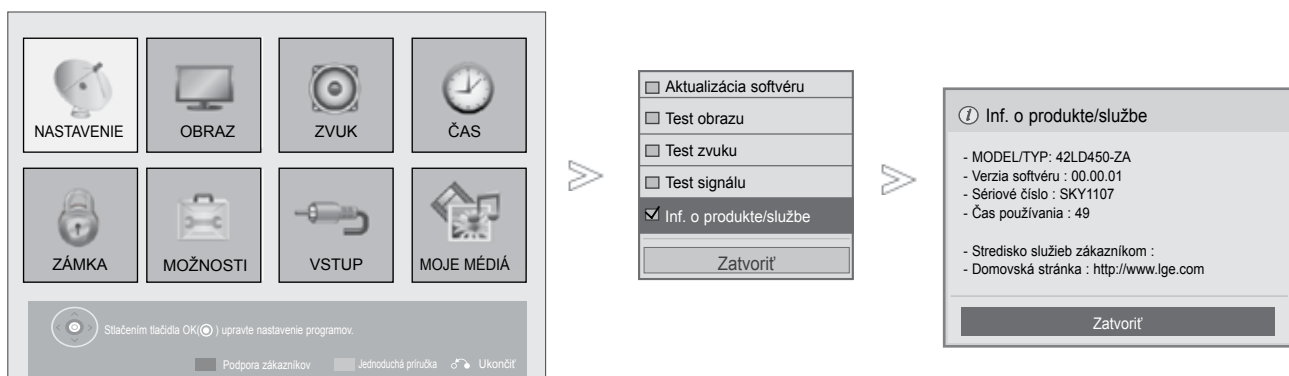 NASTAVENIE
OBRAZ
ZVUK
ČAS
ZÁMKA
MOŽNOSTI
VSTUP
MOJE MÉDIÁ
Stlačením tlačidla OK( ) upravte nastavenie programov.
Podpora zákazníkov
Jednoduchá príručka
Ukončiť
Aktualizácia softvéru
Test obrazu
Test zvuku
Test signálu
Inf. o produkte/službe
Zatvoriť
Inf. o produkte/službe
- MODEL/TYP: 42LD450-ZA
- Verzia softvéru : 00.00.01
- Sériové číslo : SKY1107
- Čas používania : 49
- Stredisko služieb zákazníkom :
- Domovská stránka : http://www.lge.com
Zatvoriť